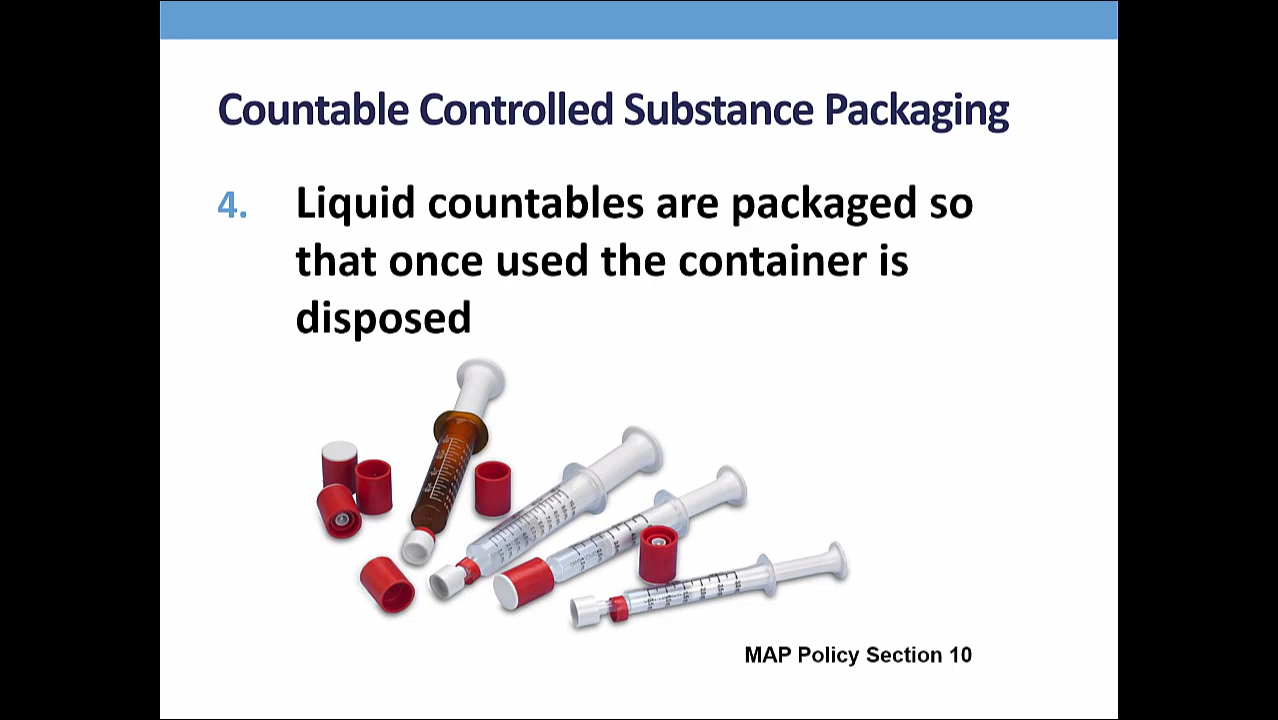 Countable Controlled Substance Packaging
4. Liquid countables are packaged so
that once used the container is
disposed
MAP Policy Section 10